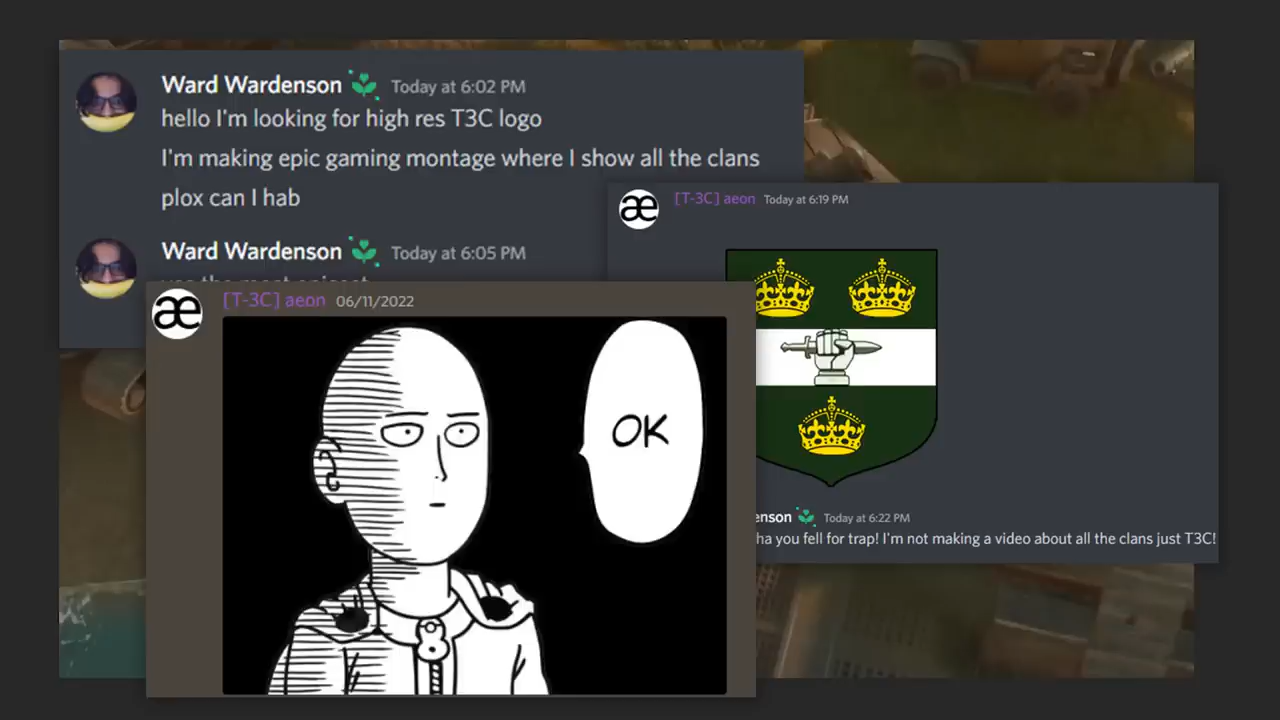 Ward Wardenson Today at 6:02 PM
hello I'm looking for high res T3C logo
I'm making epic gaming montage where I show all the clans
plox can I hab
Ward Wardenson Today at 6:05 PM
æ [T-3C] aeon Today at 6:19 PM
enson Today at 6:22 PM
ha you fell for trap! I'm not making a video about all the clans just T3C!
æ [T-3C] aeon 06/11/2022
OK